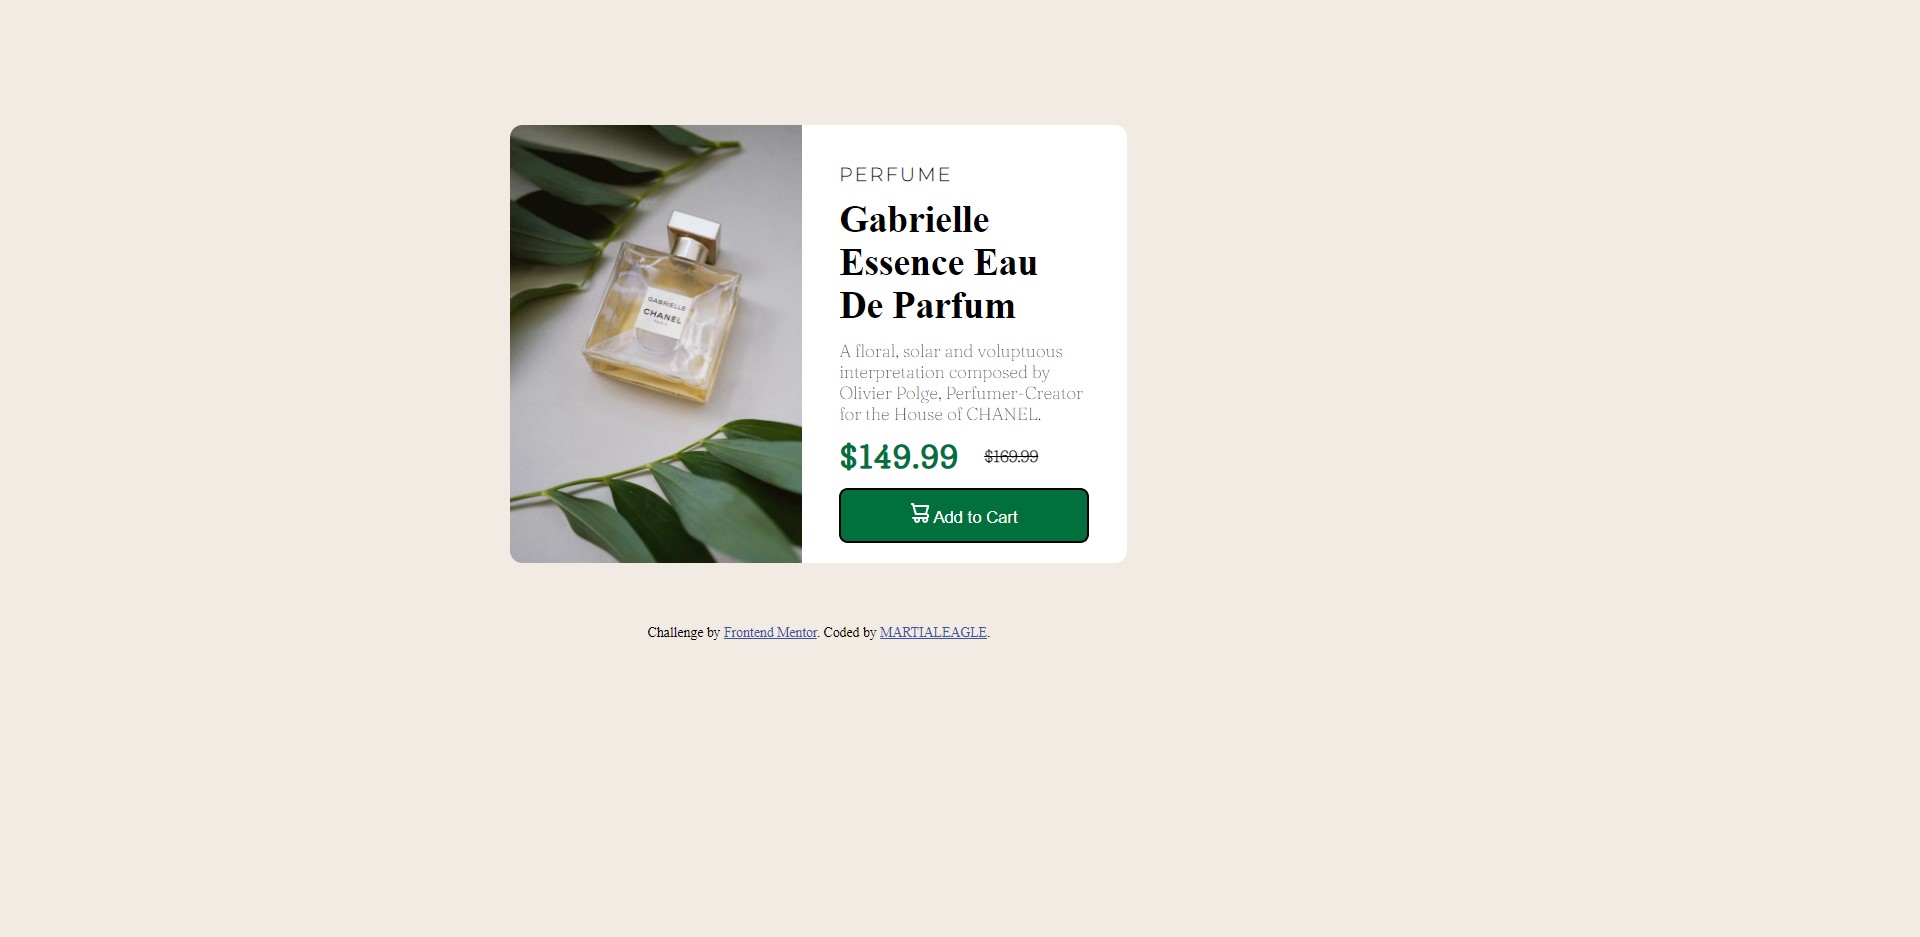 PERFUME
Gabrielle
Essence Eau
De Parfum
A floral, solar and voluptuous
interpretation composed by
Olivier Polge, Perfumer-Creator
for the House of CHANEL.
$149.99 $169.99
Add to Cart
GABRIELLE
CHANEL
PARIS
Challenge by Frontend Mentor. Coded by MARTIALEAGLE.